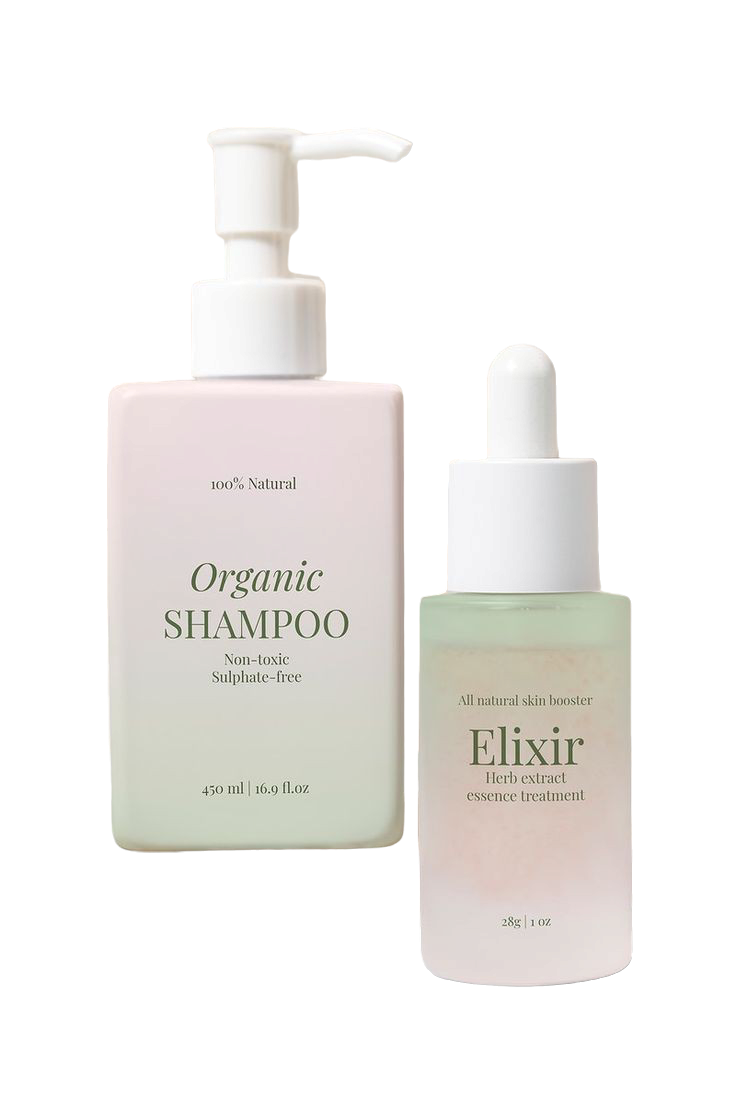 100% Natural
Organic
SHAMPOO
Non-toxic
Sulphate-free
450 ml | 16.9 fl.oz
All natural skin booster
Elixir
Herb extract
essence treatment
28g | 1 oz